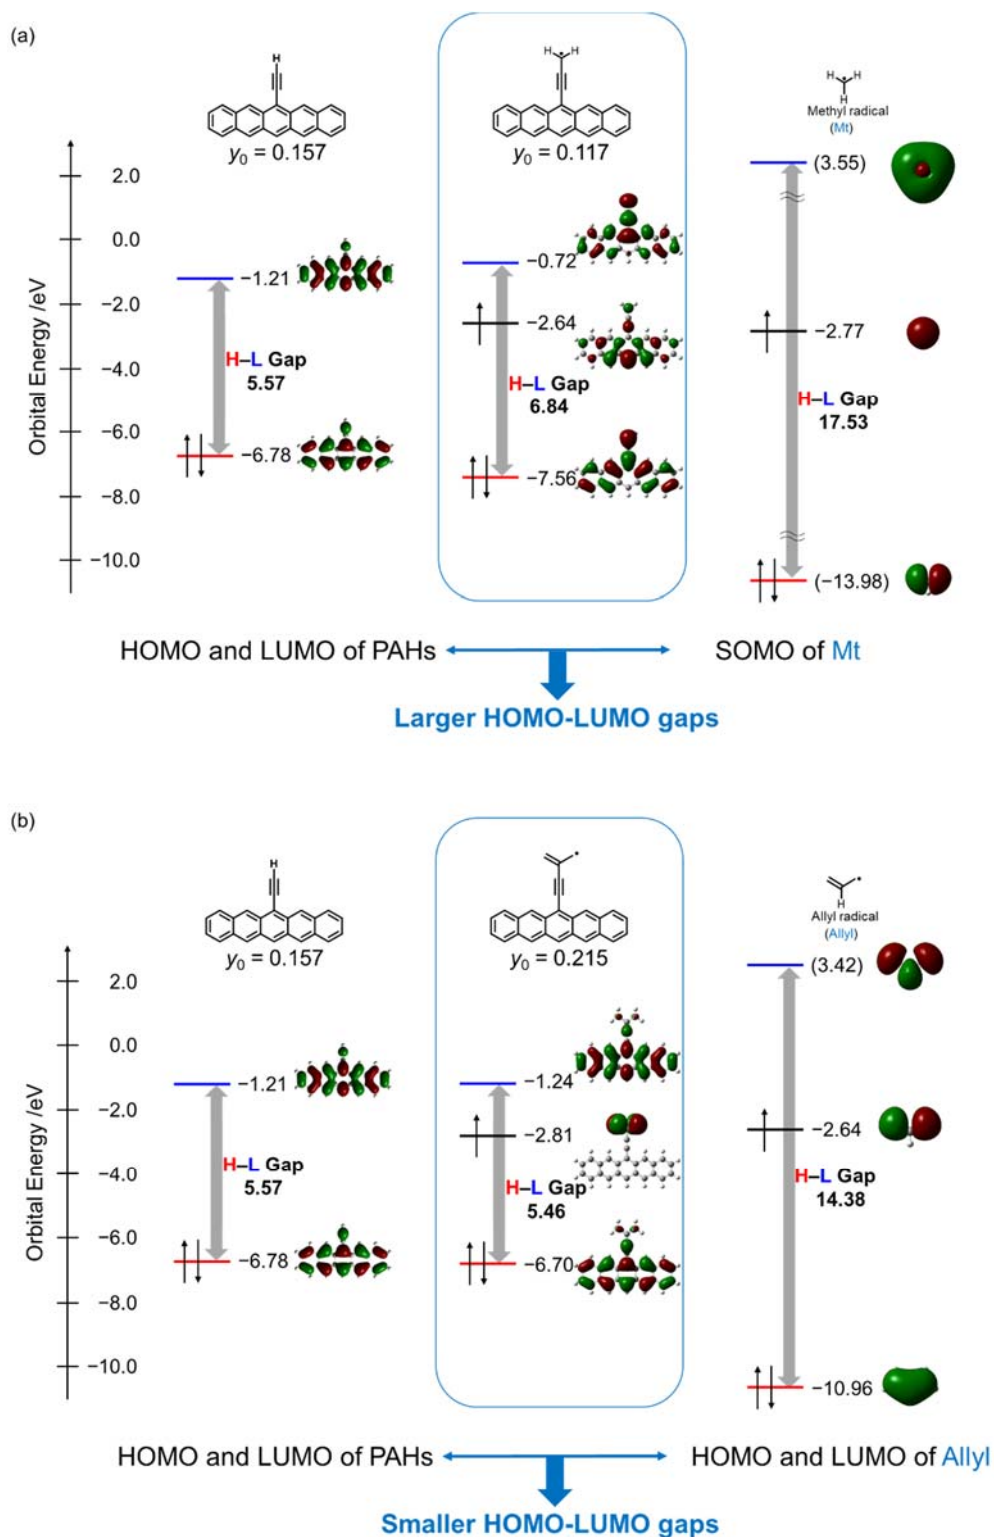 (a)
H
H H
H H
H
Methyl radical
(Mt)
y₀ = 0.157
y₀ = 0.117
Orbital Energy /eV
2.0
0.0
−2.0
−4.0
−6.0
−8.0
−10.0
−1.21
H–L Gap
5.57
−6.78
−0.72
−2.64
H–L Gap
6.84
−7.56
(3.55)
−2.77
H–L Gap
17.53
(−13.98)
HOMO and LUMO of PAHs
SOMO of Mt
Larger HOMO-LUMO gaps
(b)
H
H
Allyl radical
(Allyl)
y₀ = 0.157
y₀ = 0.215
Orbital Energy /eV
2.0
0.0
−2.0
−4.0
−6.0
−8.0
−10.0
−1.21
H–L Gap
5.57
−6.78
−1.24
−2.81
H–L Gap
5.46
−6.70
(3.42)
−2.64
H–L Gap
14.38
−10.96
HOMO and LUMO of PAHs
HOMO and LUMO of Allyl
Smaller HOMO-LUMO gaps